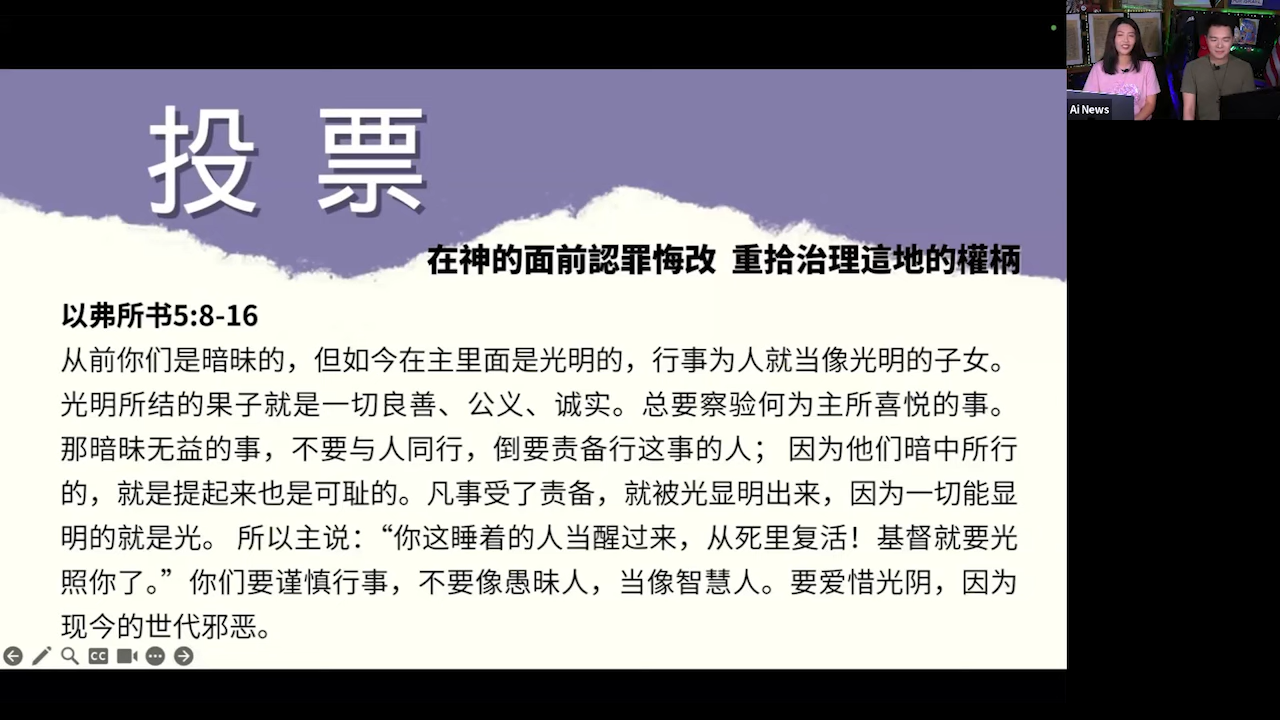 投票
在神的面前認罪悔改 重拾治理這地的權柄
以弗所书5:8-16
从前你们是暗昧的，但如今在主里面是光明的，行事为人就当像光明的子女。
光明所结的果子就是一切良善、公义、诚实。总要察验何为主所喜悦的事。
那暗昧无益的事，不要与人同行，倒要责备行这事的人； 因为他们暗中所行
的，就是提起来也是可耻的。凡事受了责备，就被光显明出来，因为一切能显
明的就是光。 所以主说：“你这睡着的人当醒过来，从死里复活！基督就要光
照你了。” 你们要谨慎行事，不要像愚昧人，当像智慧人。要爱惜光阴，因为
现今的世代邪恶。
CC
Ai News